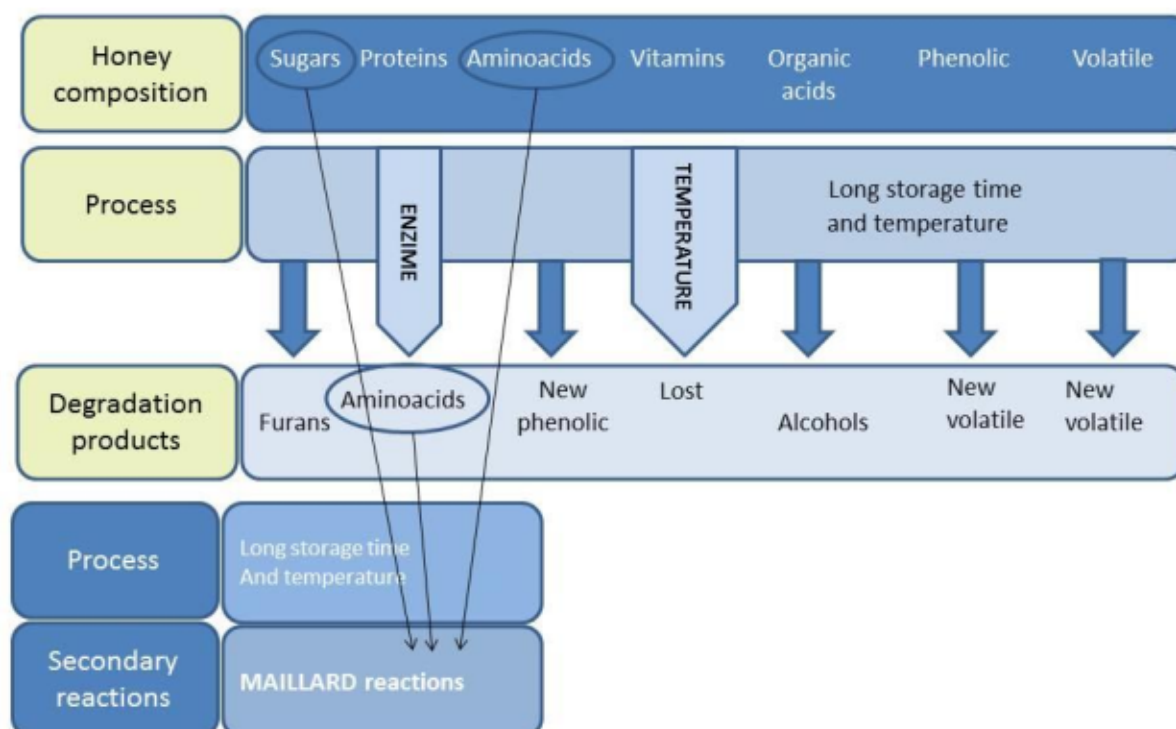 Honey
composition
Sugars Proteins Aminoacids Vitamins Organic
acids Phenolic Volatile
Process
ENZIME
TEMPERATURE
Long storage time
and temperature
Degradation
products
Furans
Aminoacids
New
phenolic
Lost
Alcohols
New
volatile
New
volatile
Process
Long storage time
And temperature
Secondary
reactions
MAILLARD reactions